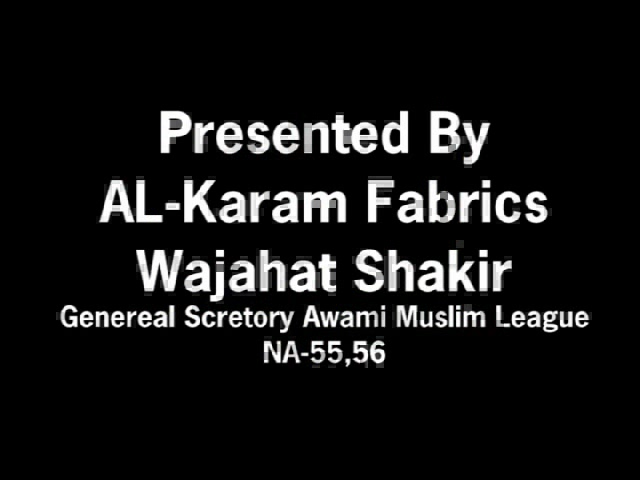 Presented By
AL-Karam Fabrics
Wajahat Shakir
Genereal Scretory Awami Muslim League
NA-55,56